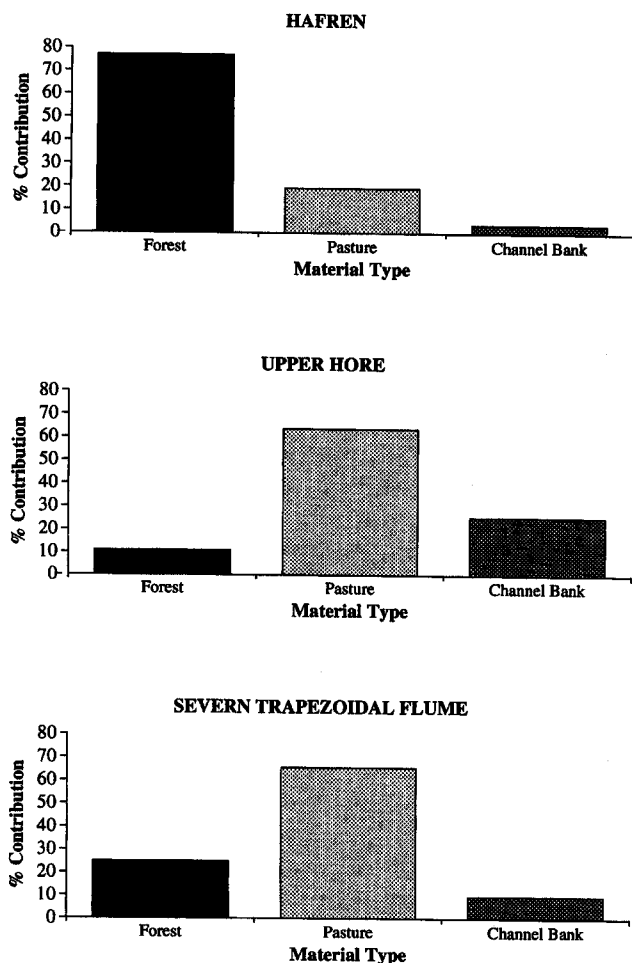 HAFREN
80
70
60
50
40
30
20
10
0
% Contribution
Forest Pasture Channel Bank
Material Type
UPPER HORE
80
70
60
50
40
30
20
10
0
% Contribution
Forest Pasture Channel Bank
Material Type
SEVERN TRAPEZOIDAL FLUME
80
70
60
50
40
30
20
10
0
% Contribution
Forest Pasture Channel Bank
Material Type